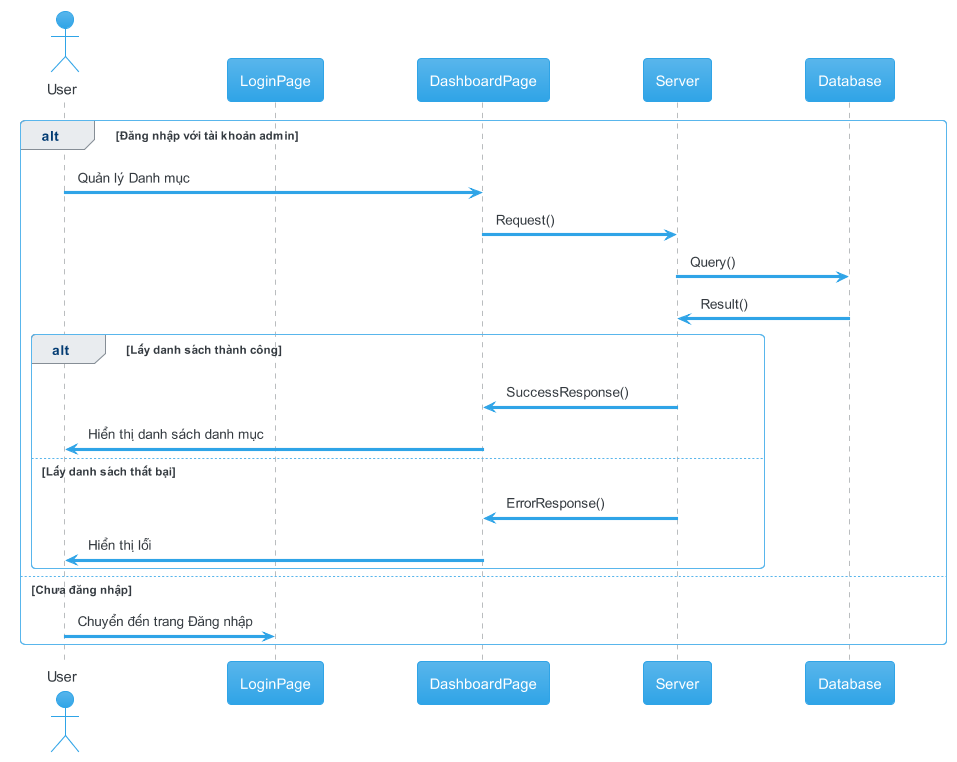 User
LoginPage
DashboardPage
Server
Database
alt
[Đăng nhập với tài khoản admin]
Quản lý Danh mục
Request()
Query()
Result()
alt
[Lấy danh sách thành công]
SuccessResponse()
Hiển thị danh sách danh mục
[Lấy danh sách thất bại]
ErrorResponse()
Hiển thị lỗi
[Chưa đăng nhập]
Chuyển đến trang Đăng nhập
User
LoginPage
DashboardPage
Server
Database